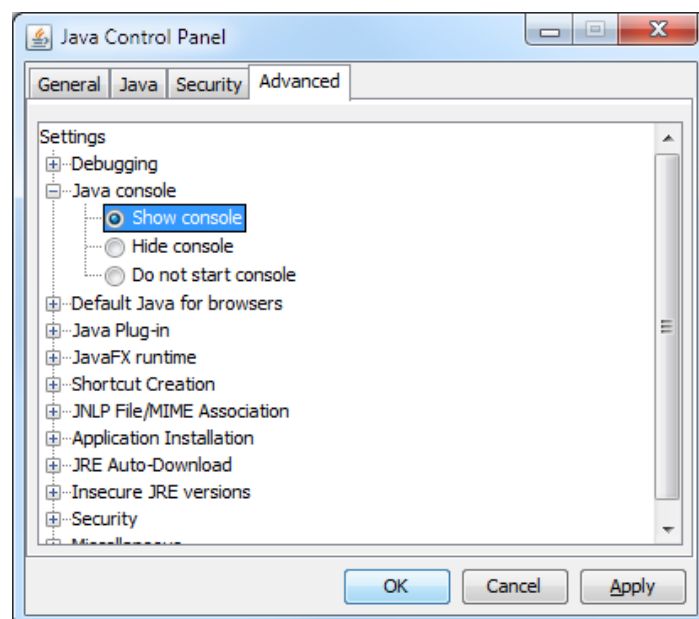 Java Control Panel
General Java Security Advanced
Settings
Debugging
Java console
Show console
Hide console
Do not start console
Default Java for browsers
Java Plug-in
JavaFX runtime
Shortcut Creation
JNLP File/MIME Association
Application Installation
JRE Auto-Download
Insecure JRE versions
Security
Miscellaneous
OK Cancel Apply